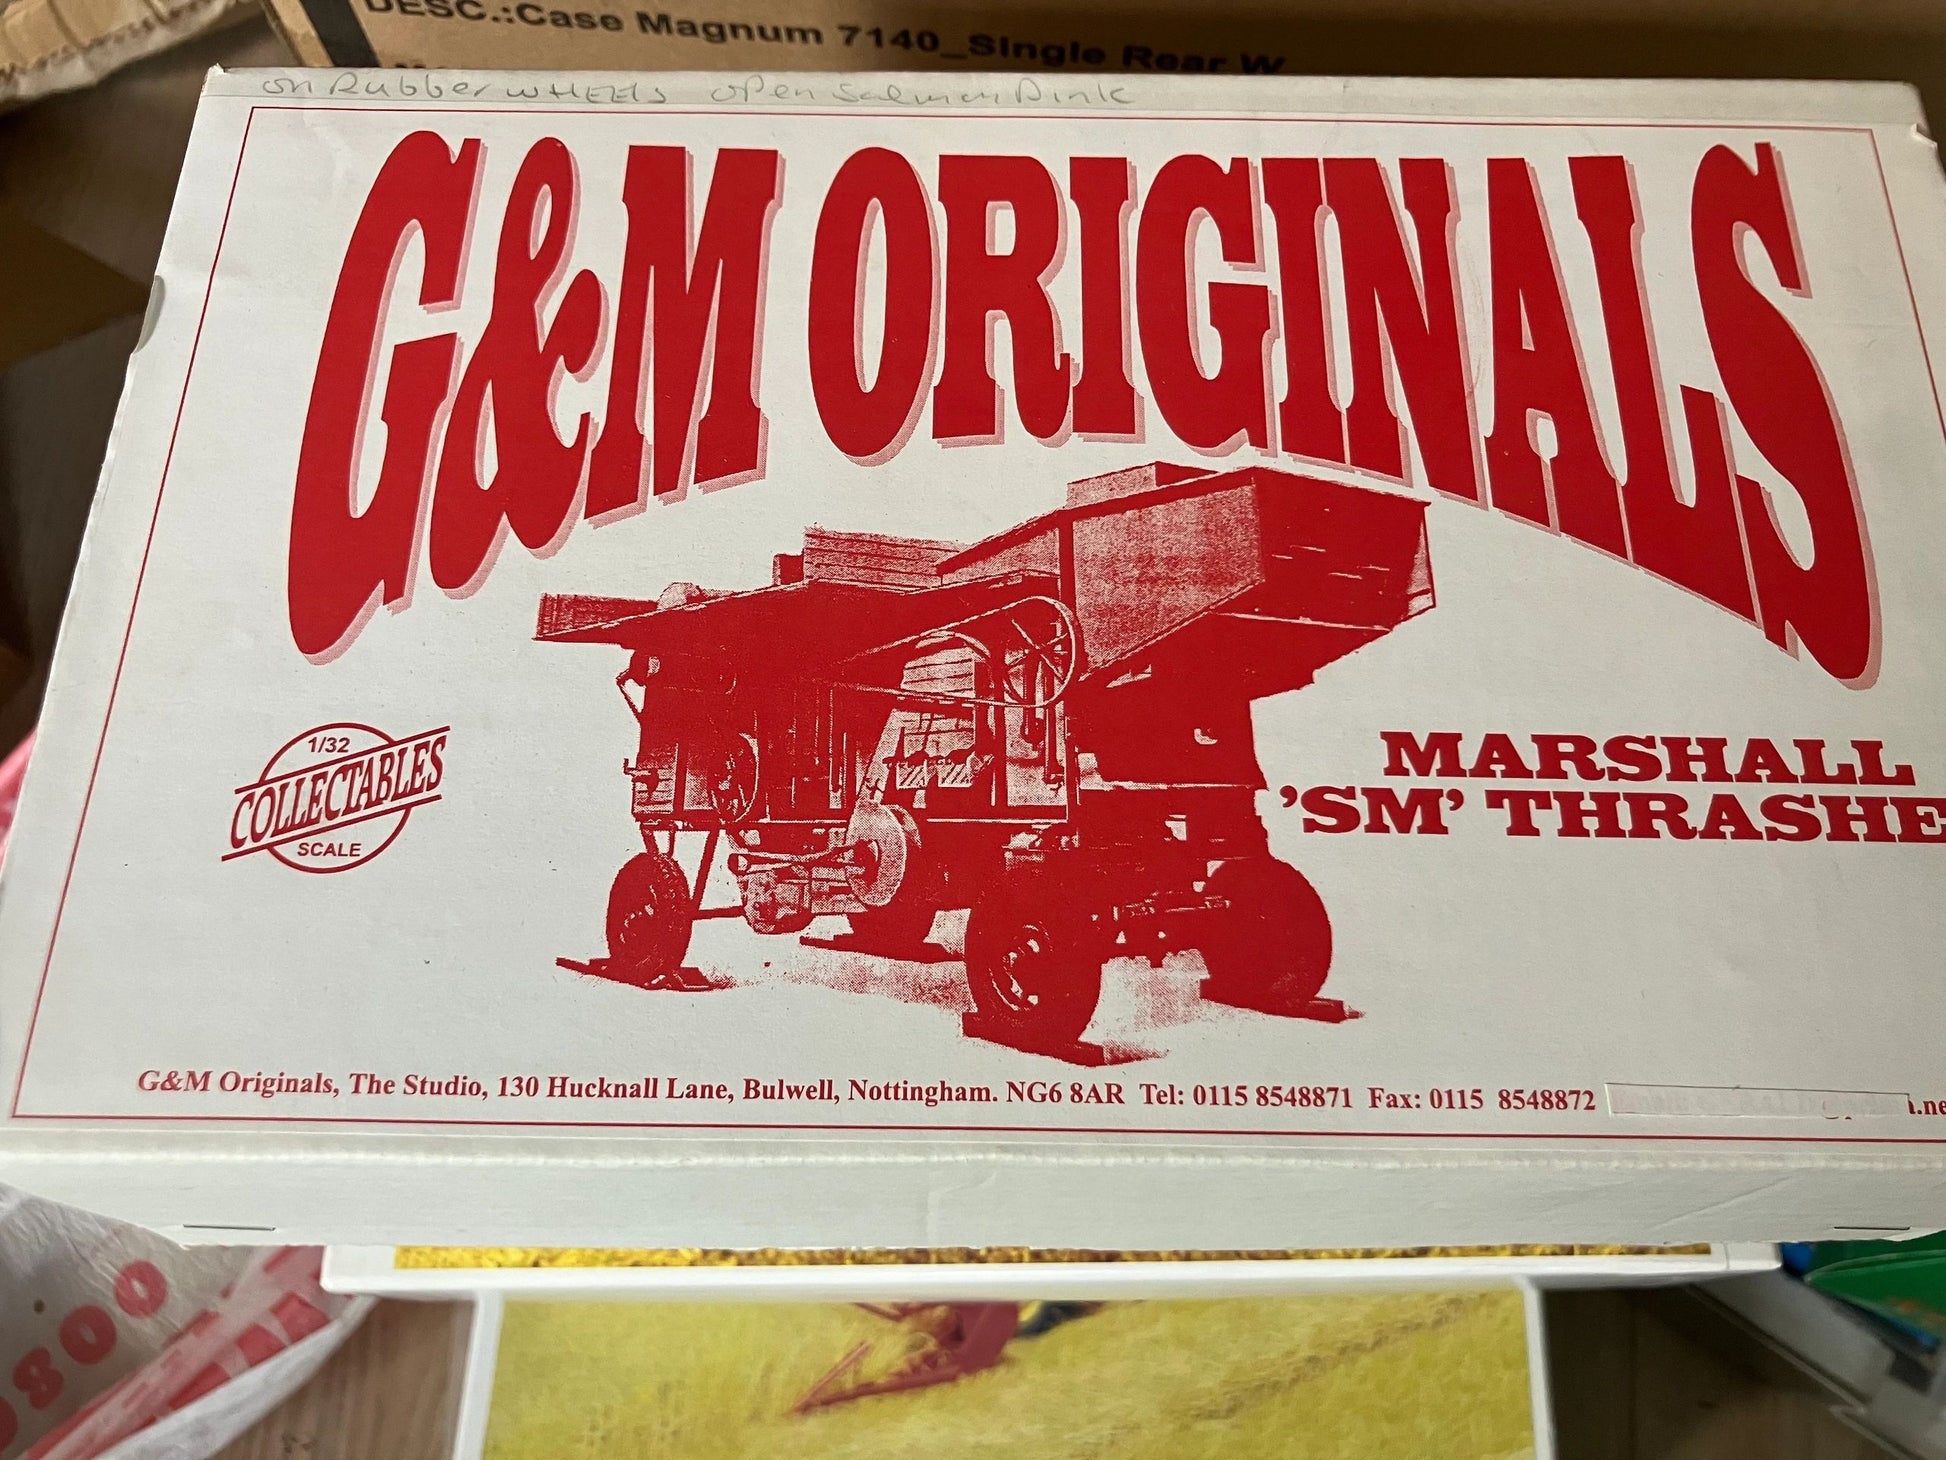 DESC.:Case Magnum 7140_Single Rear W
on Rubber WHEELS open Salmon Pink
G&M ORIGINALS
1/32
COLLECTABLES
SCALE
MARSHALL
'SM' THRASHE
G&M Originals, The Studio, 130 Hucknall Lane, Bulwell, Nottingham. NG6 8AR Tel: 0115 8548871 Fax: 0115 8548872
0800